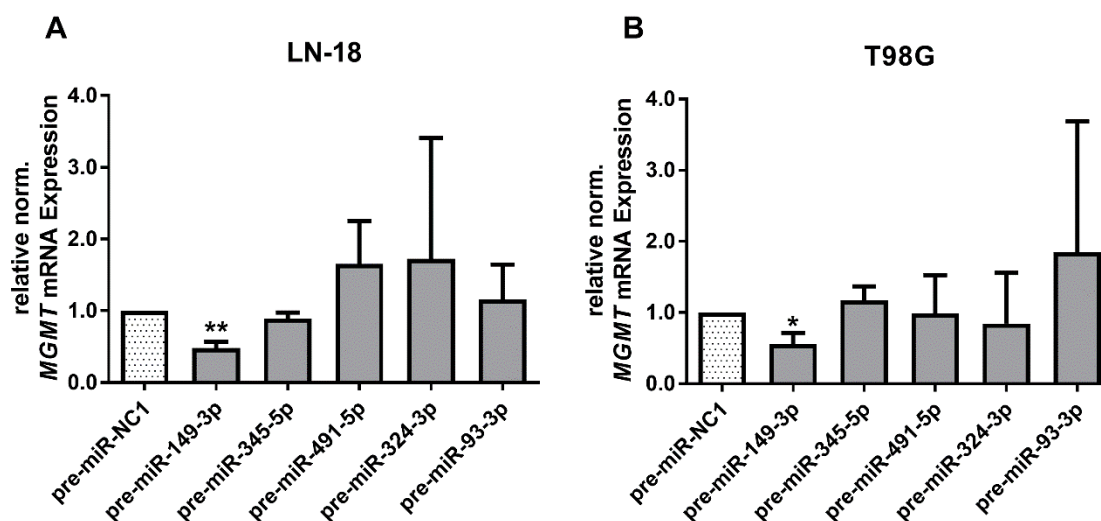 A
LN-18
relative norm.
MGMT mRNA Expression
4.0
3.0
2.0
1.0
0.0
**
pre-miR-NC1
pre-miR-149-3p
pre-miR-345-5p
pre-miR-491-5p
pre-miR-324-3p
pre-miR-93-3p
B
T98G
relative norm.
MGMT mRNA Expression
4.0
3.0
2.0
1.0
0.0
*
pre-miR-NC1
pre-miR-149-3p
pre-miR-345-5p
pre-miR-491-5p
pre-miR-324-3p
pre-miR-93-3p